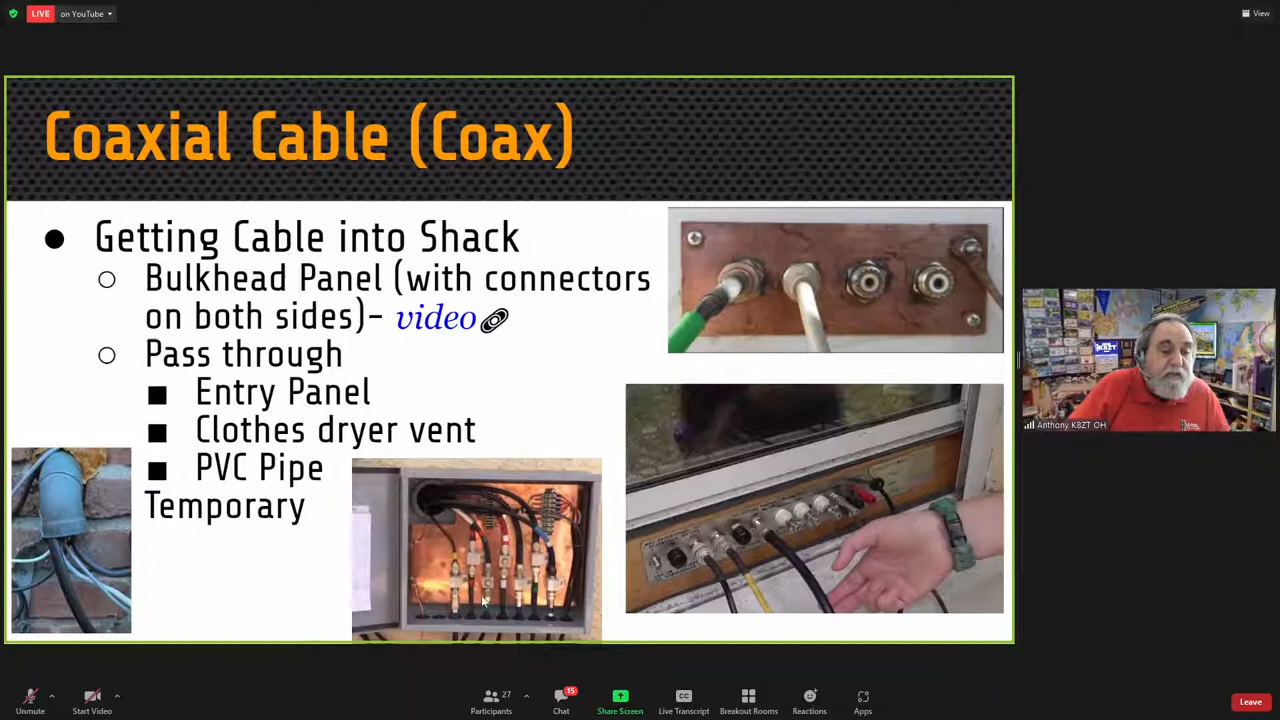 LIVE on YouTube
View
Coaxial Cable (Coax)
Getting Cable into Shack
Bulkhead Panel (with connectors
on both sides)- video
Pass through
Entry Panel
Clothes dryer vent
PVC Pipe
Temporary
K8ZT
Anthony K8ZT OH
Unmute
Start Video
27
Participants
15
Chat
Share Screen
CC
Live Transcript
Breakout Rooms
Reactions
Apps
Leave